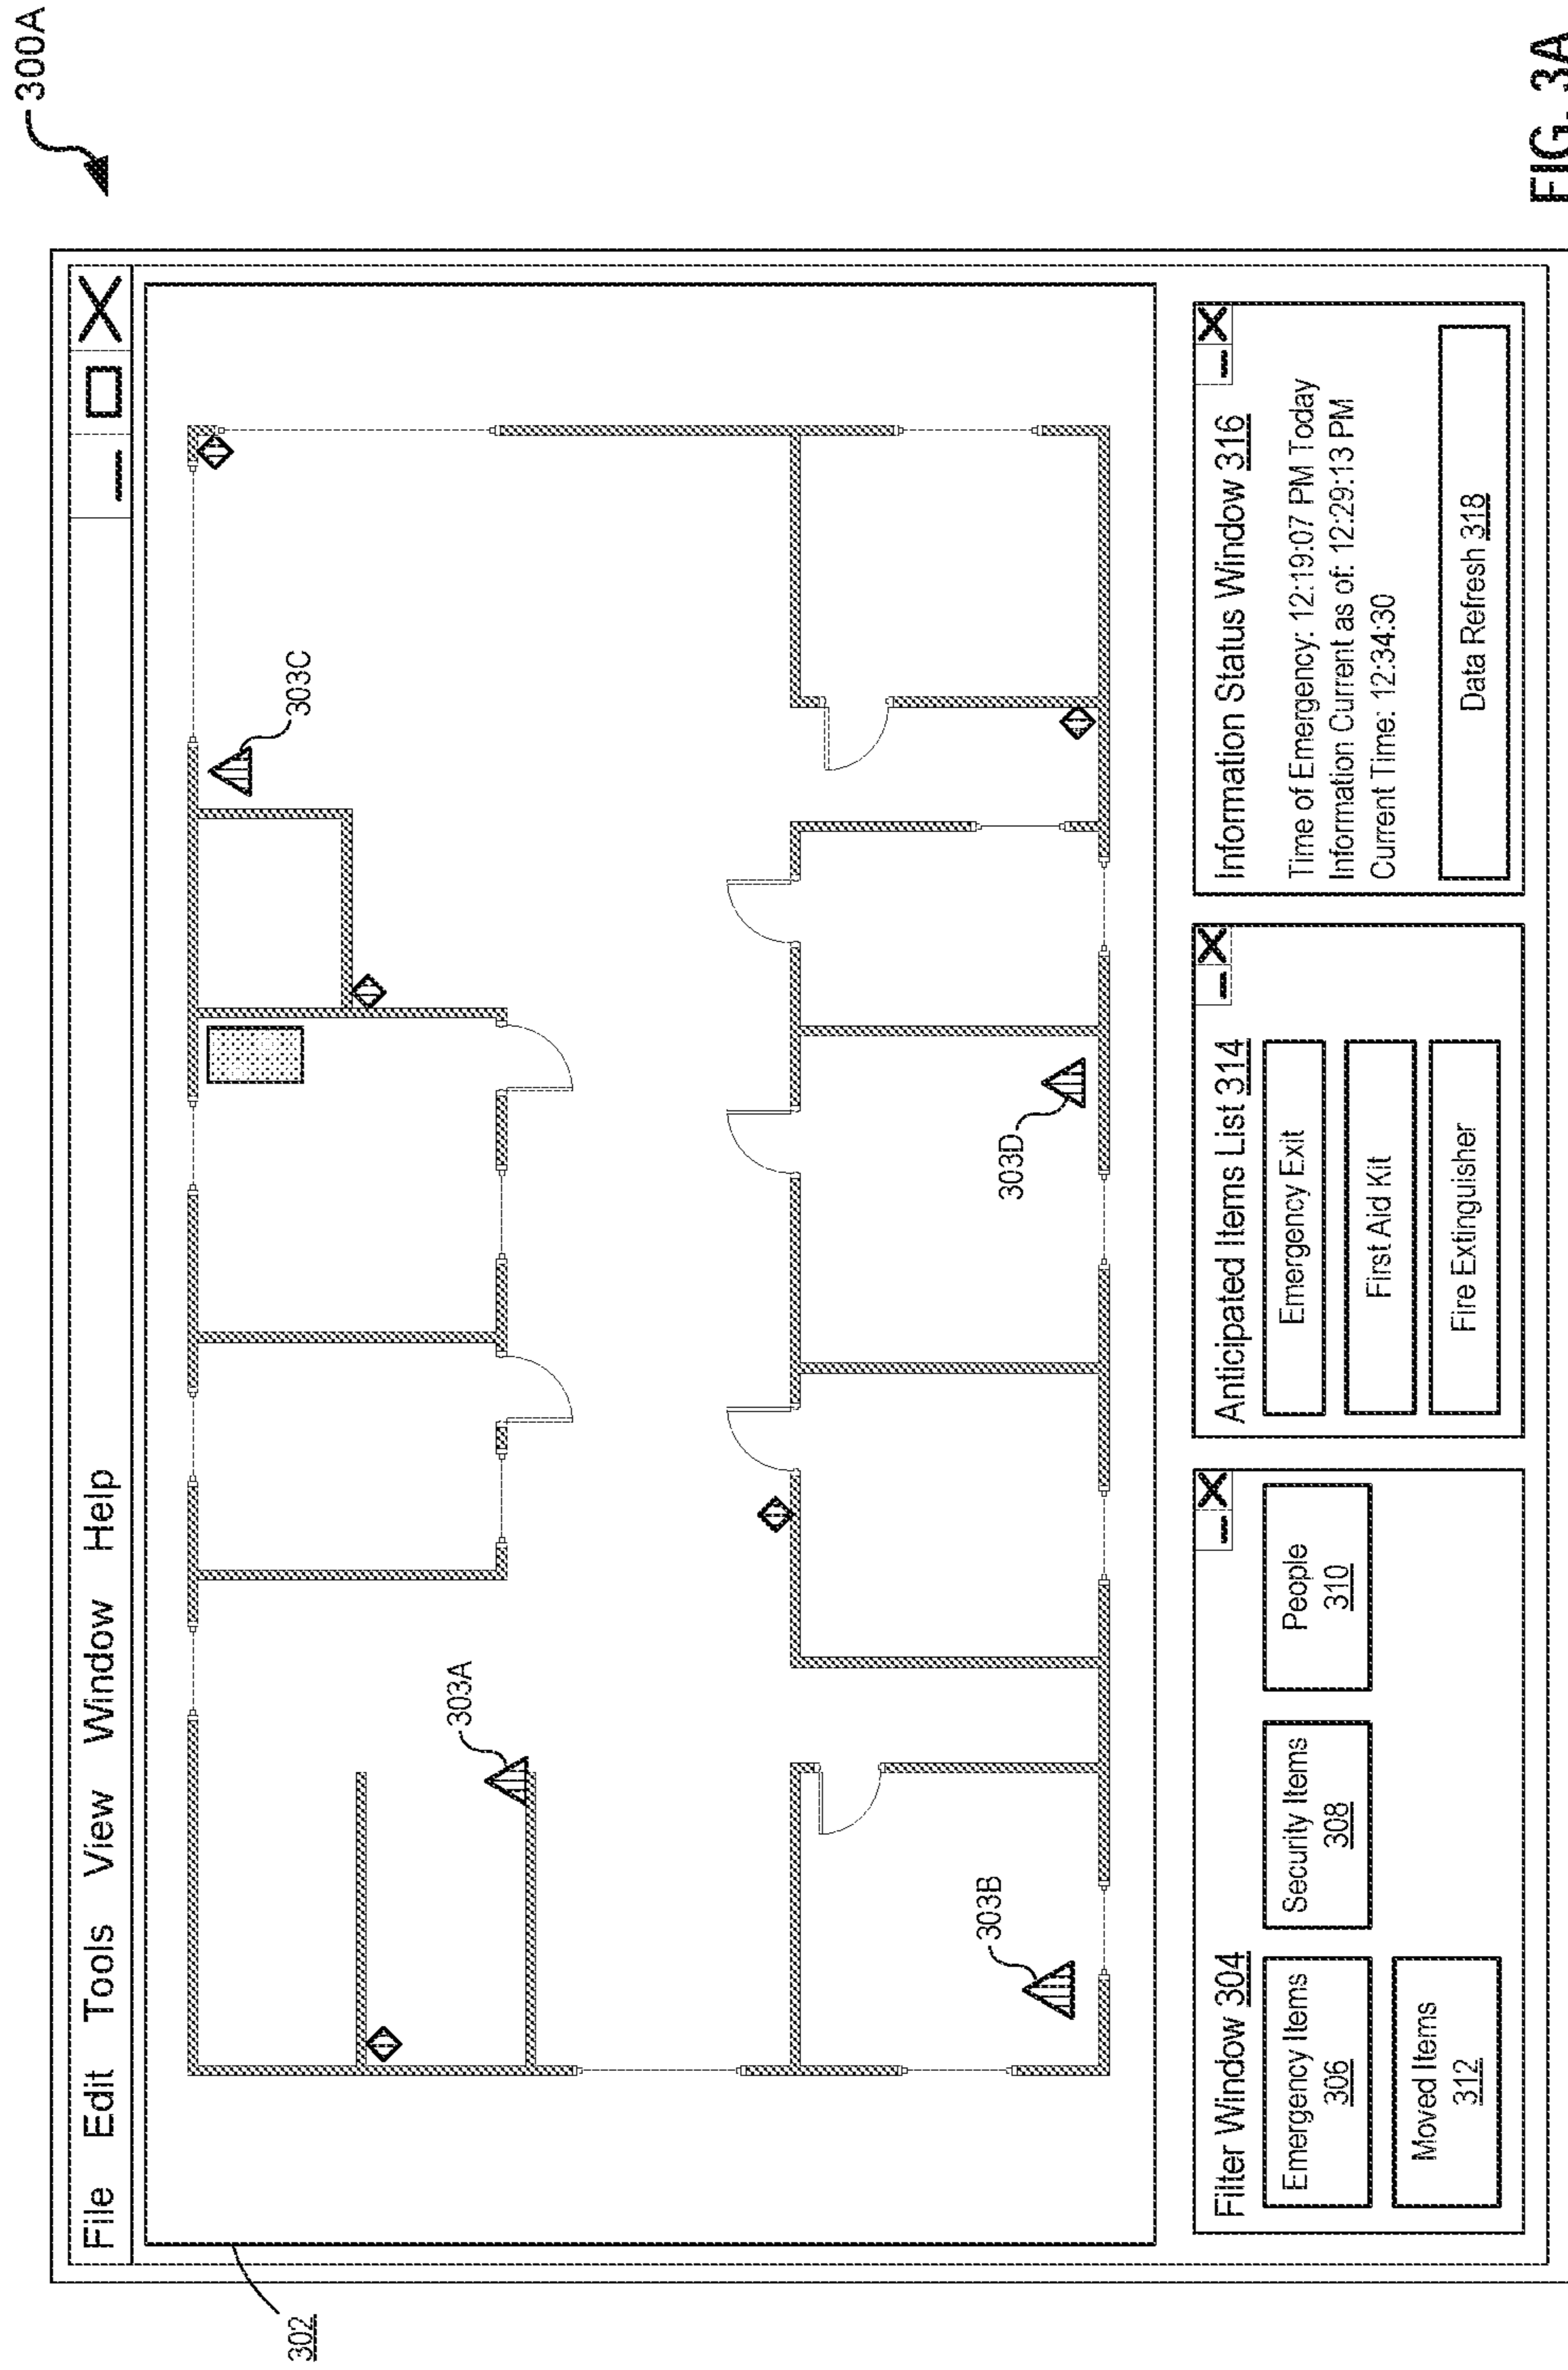 300A
File Edit Tools View Window Help
302
303A
303B
303C
303D
Filter Window 304
Emergency Items
306
Security Items
308
People
310
Moved Items
312
Anticipated Items List 314
Emergency Exit
First Aid Kit
Fire Extinguisher
Information Status Window 316
Time of Emergency: 12:19:07 PM Today
Information Current as of: 12:29:13 PM
Current Time: 12:34:30
Data Refresh 318
FIG. 3A